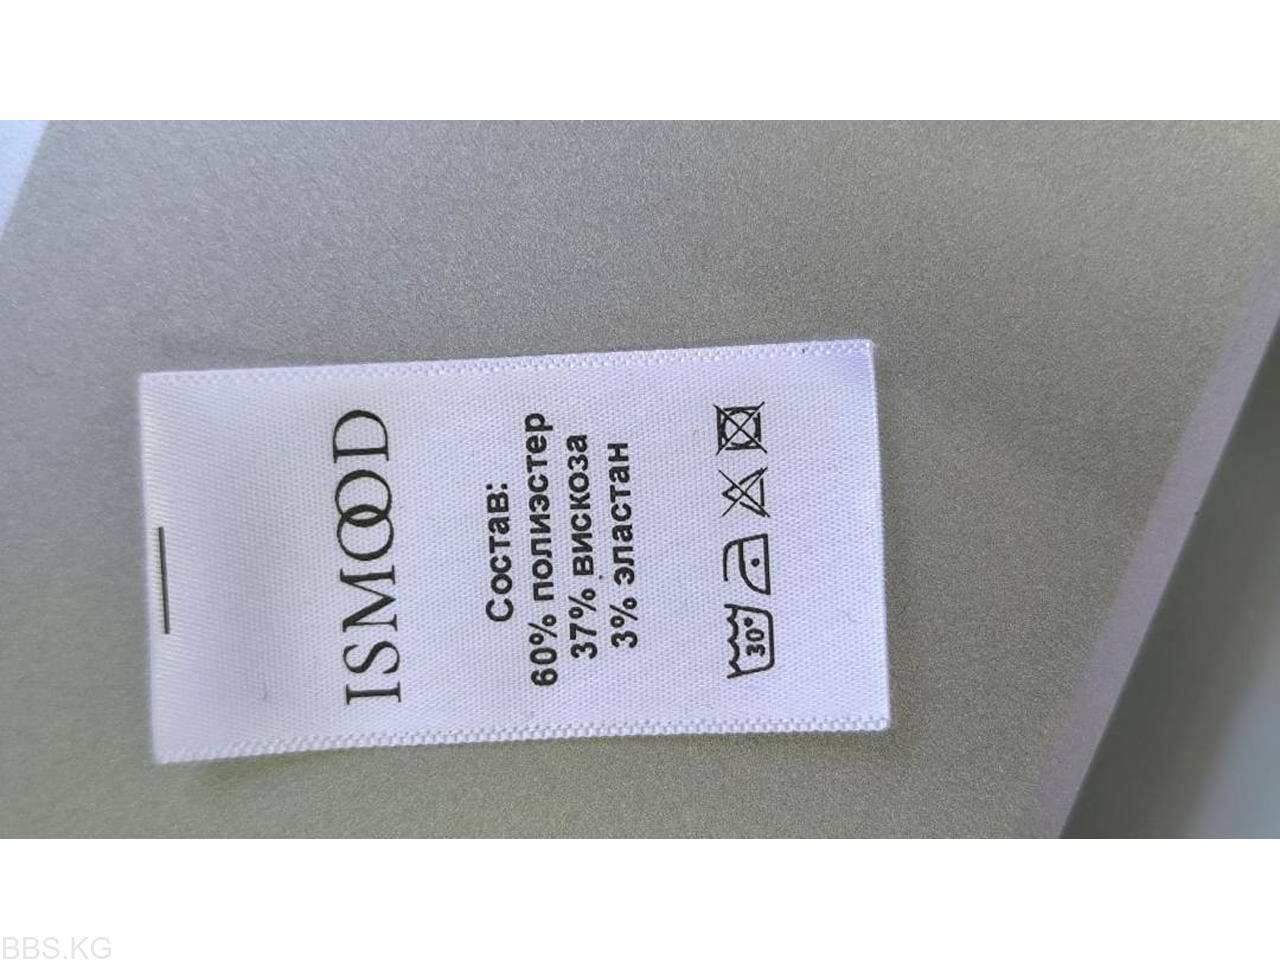 ISMOOD
Состав:
60% полиэстер
37% вискоза
3% эластан
30°
BBS.KG